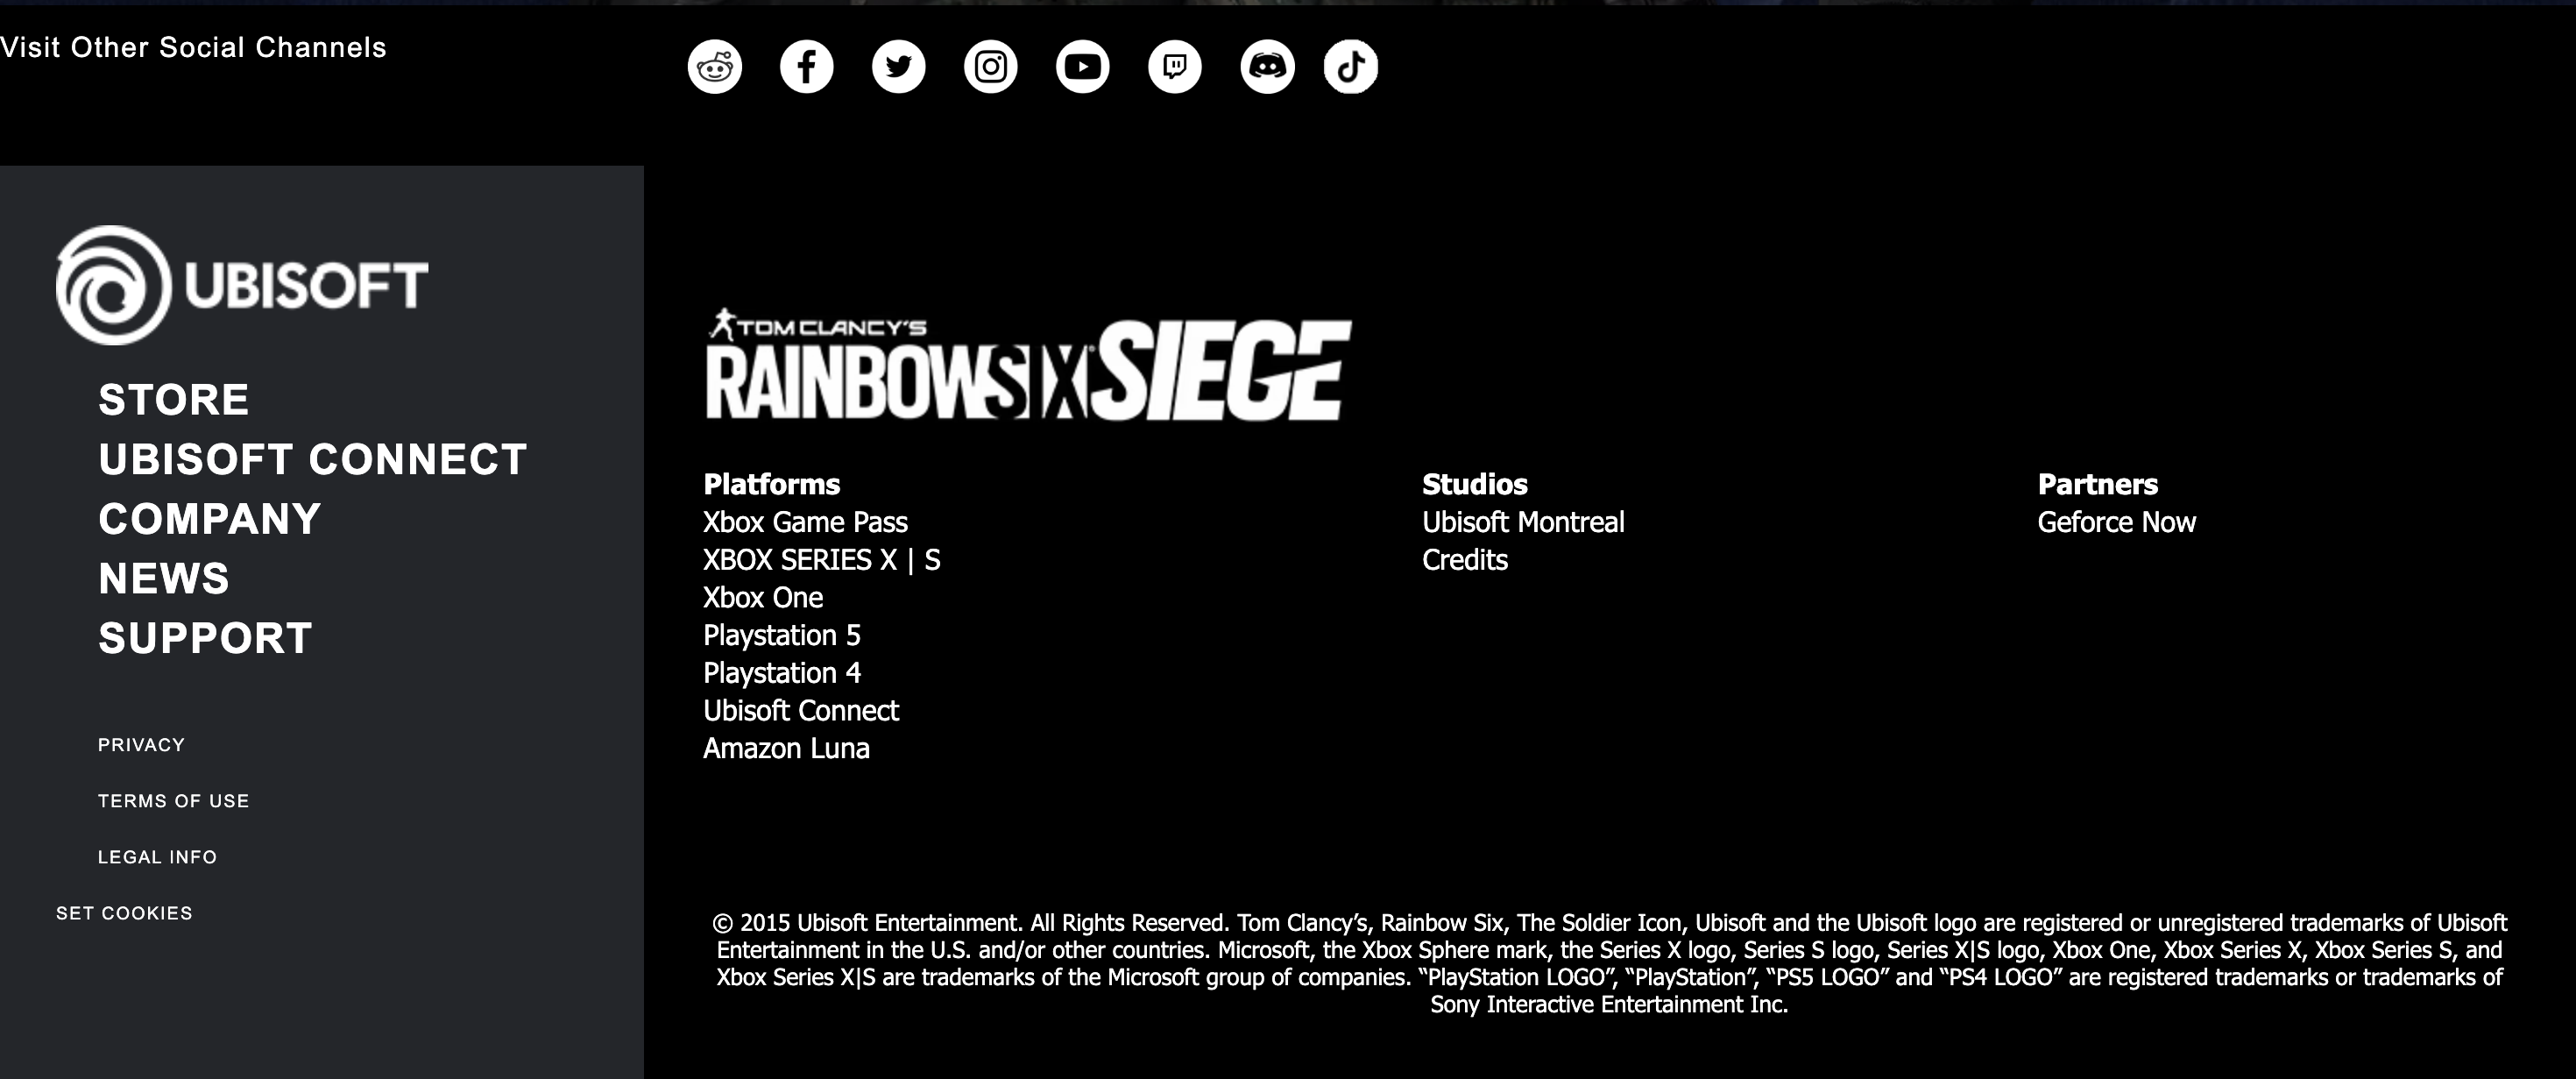 Visit Other Social Channels
UBISOFT
STORE
UBISOFT CONNECT
COMPANY
NEWS
SUPPORT
PRIVACY
TERMS OF USE
LEGAL INFO
SET COOKIES
TOM CLANCY'S
RAINBOW SIX SIEGE
Platforms
Xbox Game Pass
XBOX SERIES X | S
Xbox One
Playstation 5
Playstation 4
Ubisoft Connect
Amazon Luna
Studios
Ubisoft Montreal
Credits
Partners
Geforce Now
© 2015 Ubisoft Entertainment. All Rights Reserved. Tom Clancy’s, Rainbow Six, The Soldier Icon, Ubisoft and the Ubisoft logo are registered or unregistered trademarks of Ubisoft
Entertainment in the U.S. and/or other countries. Microsoft, the Xbox Sphere mark, the Series X logo, Series S logo, Series X|S logo, Xbox One, Xbox Series X, Xbox Series S, and
Xbox Series X|S are trademarks of the Microsoft group of companies. “PlayStation LOGO”, “PlayStation”, “PS5 LOGO” and “PS4 LOGO” are registered trademarks or trademarks of
Sony Interactive Entertainment Inc.